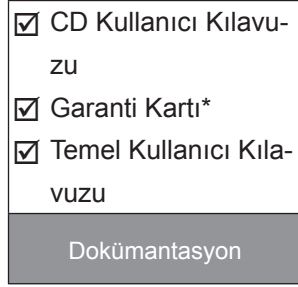 ☑ CD Kullanıcı Kılavu-
zu
☑ Garanti Kartı*
☑ Temel Kullanıcı Kıla-
vuzu
Dokümantasyon